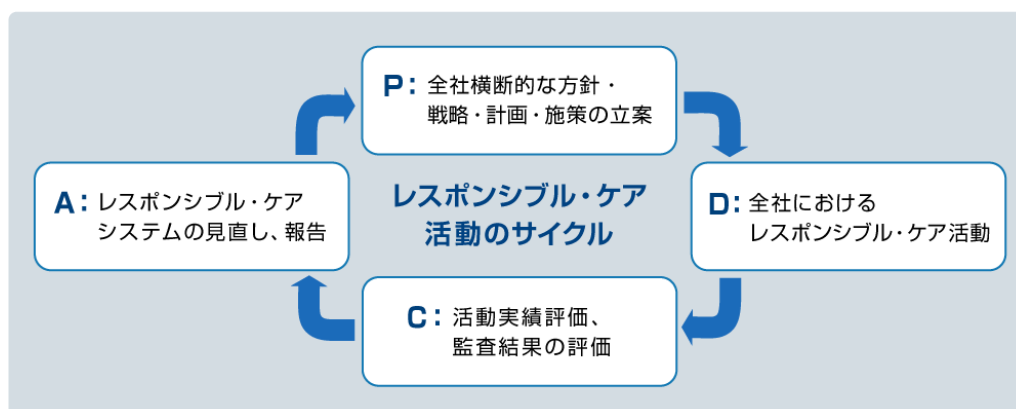 P：全社横断的な方針・
戦略・計画・施策の立案
A：レスポンシブル・ケア
システムの見直し、報告
レスポンシブル・ケア
活動のサイクル
D：全社における
レスポンシブル・ケア活動
C：活動実績評価、
監査結果の評価